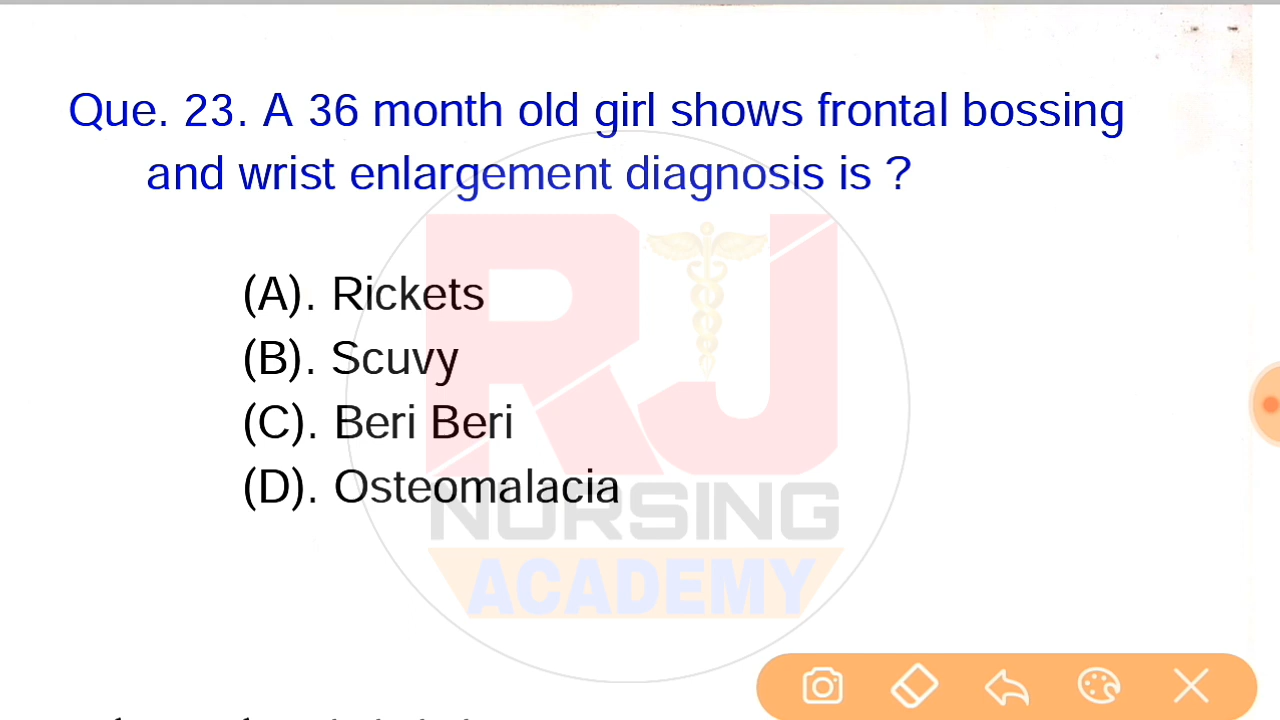 Que. 23. A 36 month old girl shows frontal bossing
and wrist enlargement diagnosis is ?
(A). Rickets
(B). Scuvy
(C). Beri Beri
(D). Osteomalacia
RJ
NURSING
ACADEMY